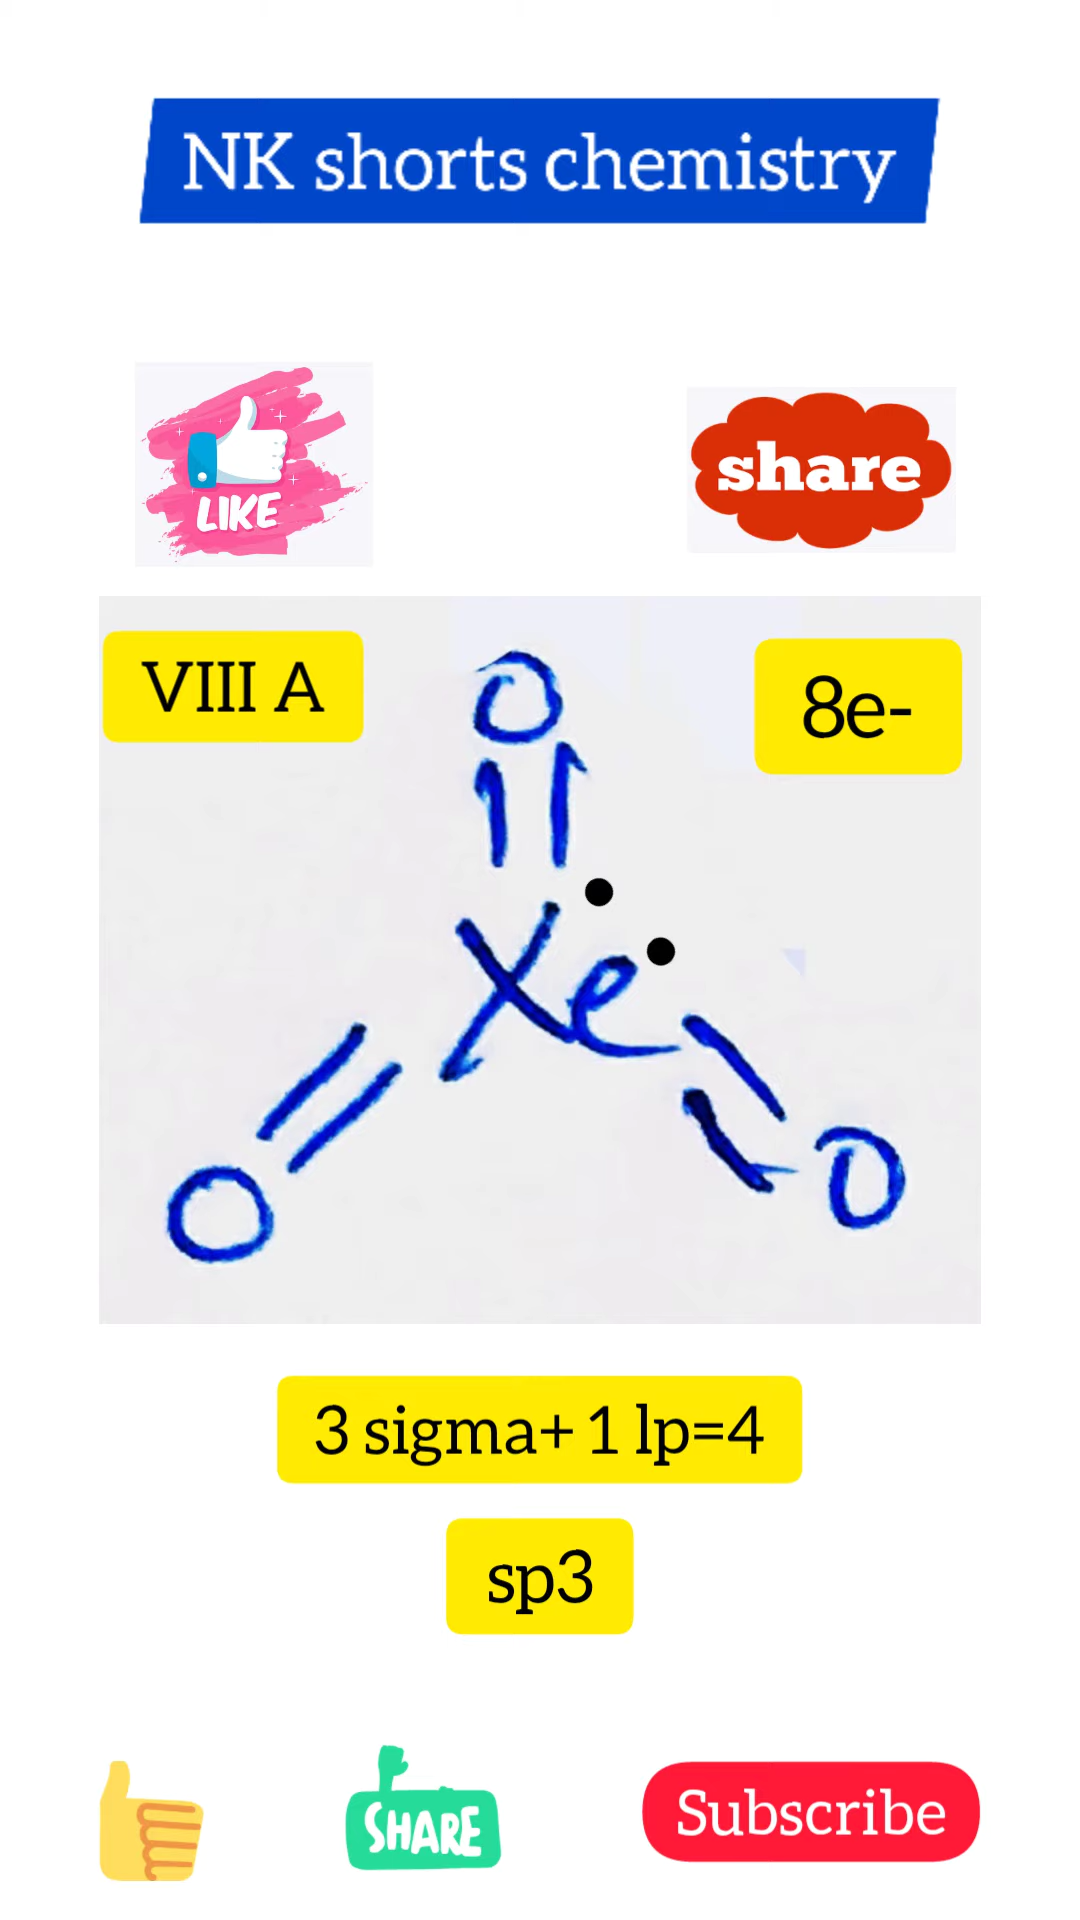 NK shorts chemistry
LIKE
share
VIII A
8e-
O
Xe
O
O
3 sigma+ 1 lp=4
sp3
SHARE
Subscribe